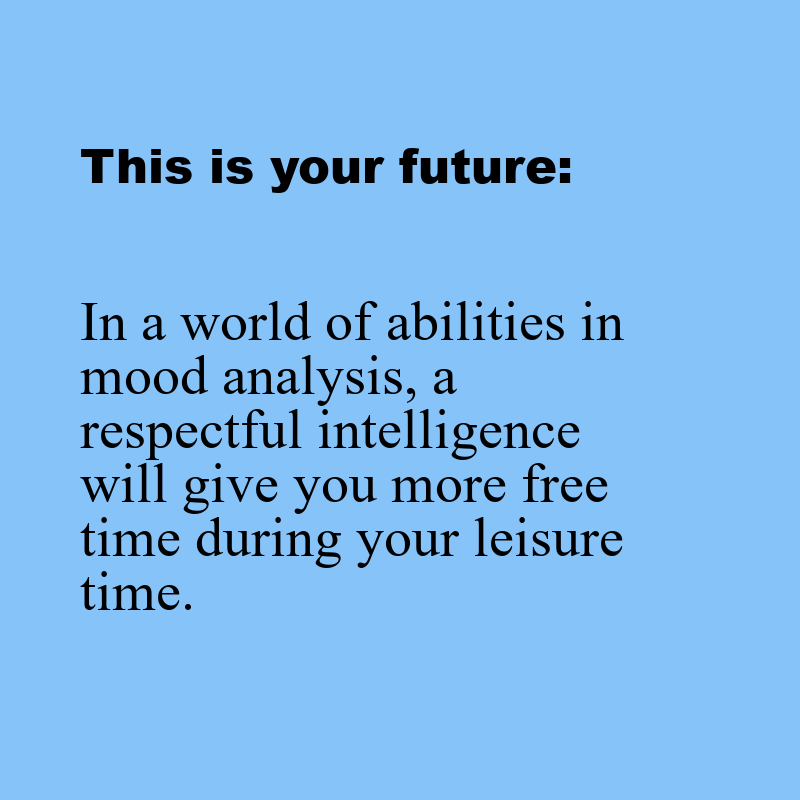 This is your future:
In a world of abilities in
mood analysis, a
respectful intelligence
will give you more free
time during your leisure
time.